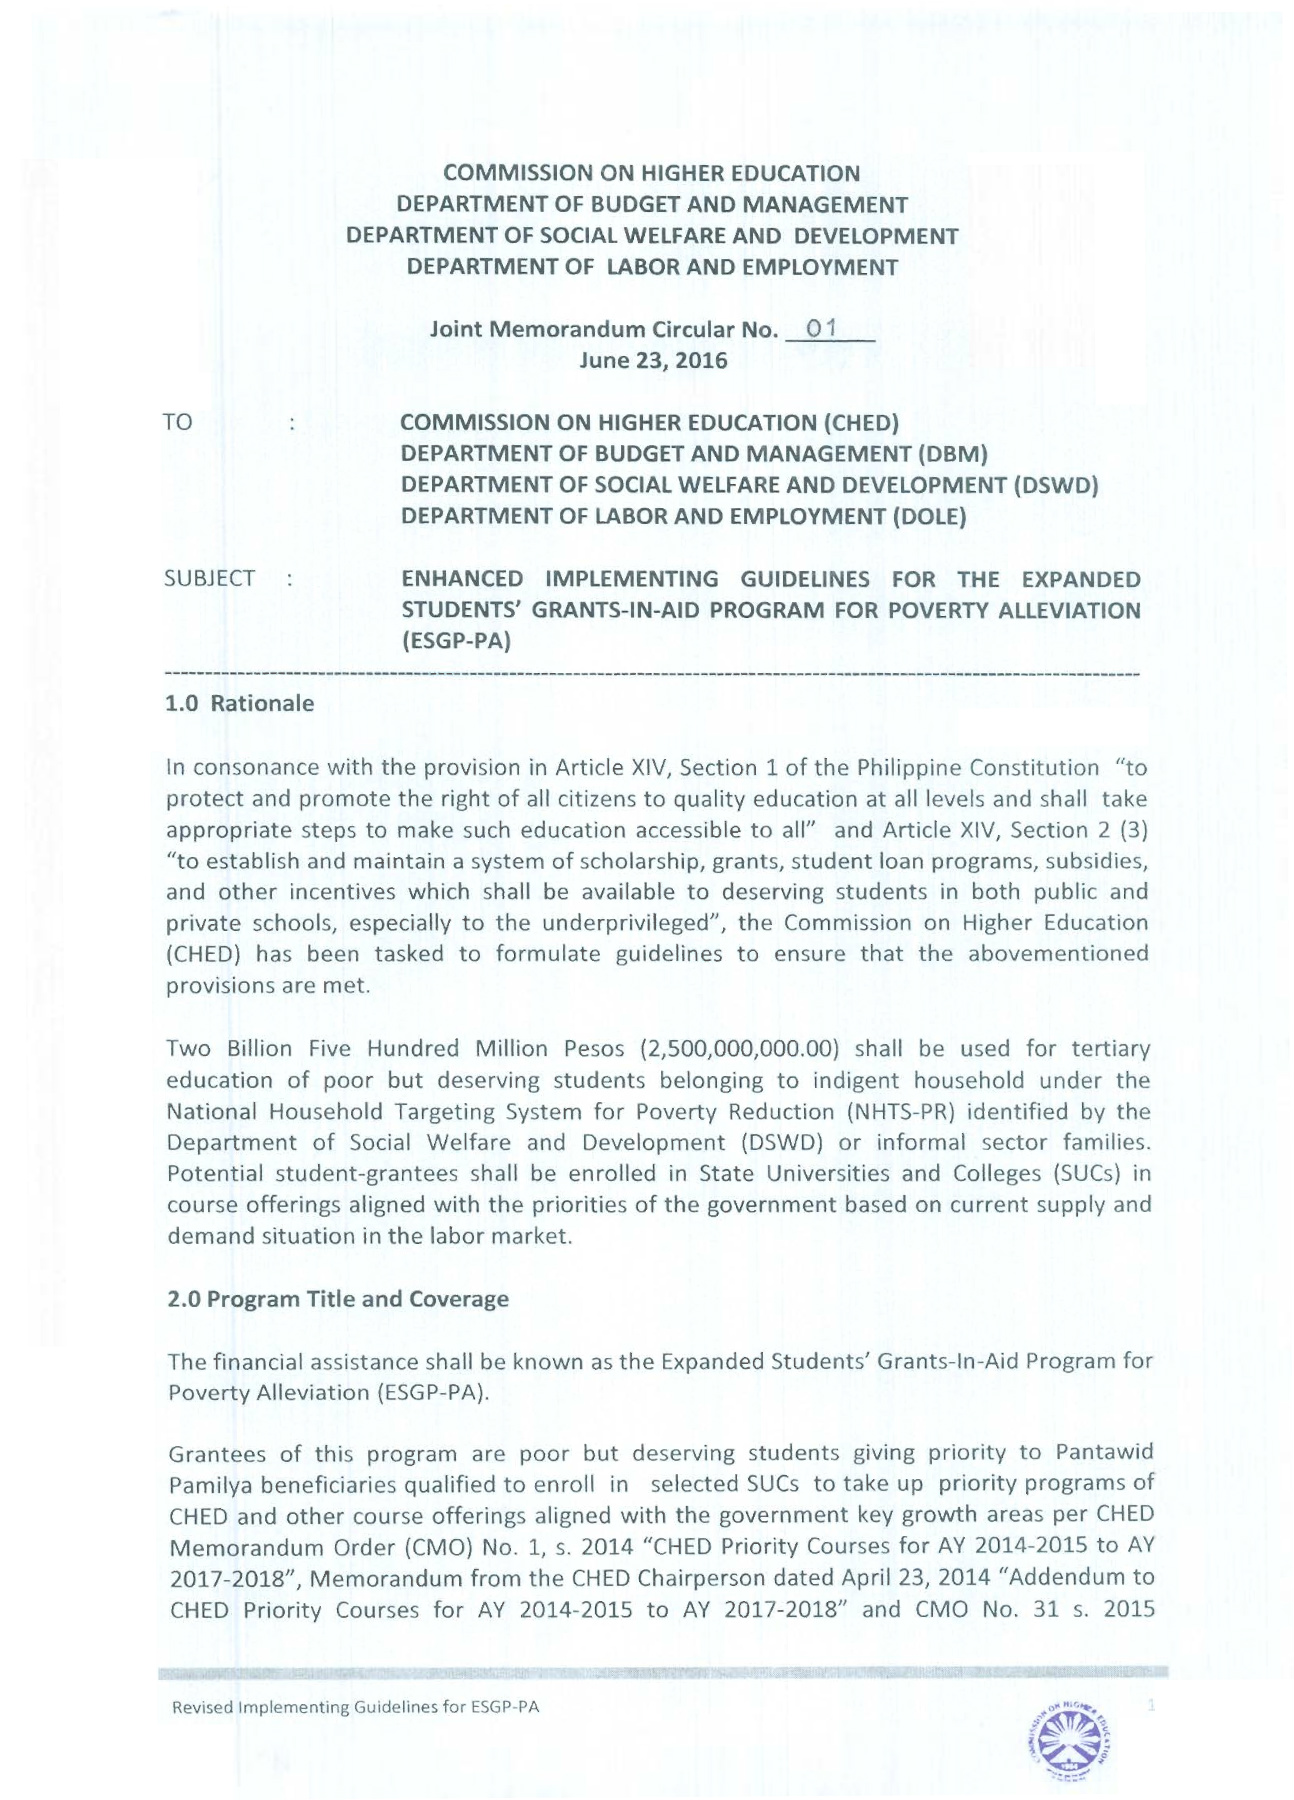 COMMISSION ON HIGHER EDUCATION
DEPARTMENT OF BUDGET AND MANAGEMENT
DEPARTMENT OF SOCIAL WELFARE AND DEVELOPMENT
DEPARTMENT OF LABOR AND EMPLOYMENT
Joint Memorandum Circular No. 01
June 23, 2016
TO : COMMISSION ON HIGHER EDUCATION (CHED)
DEPARTMENT OF BUDGET AND MANAGEMENT (DBM)
DEPARTMENT OF SOCIAL WELFARE AND DEVELOPMENT (DSWD)
DEPARTMENT OF LABOR AND EMPLOYMENT (DOLE)
SUBJECT : ENHANCED IMPLEMENTING GUIDELINES FOR THE EXPANDED
STUDENTS' GRANTS-IN-AID PROGRAM FOR POVERTY ALLEVIATION
(ESGP-PA)
1.0 Rationale
In consonance with the provision in Article XIV, Section 1 of the Philippine Constitution "to
protect and promote the right of all citizens to quality education at all levels and shall take
appropriate steps to make such education accessible to all" and Article XIV, Section 2 (3)
"to establish and maintain a system of scholarship, grants, student loan programs, subsidies,
and other incentives which shall be available to deserving students in both public and
private schools, especially to the underprivileged", the Commission on Higher Education
(CHED) has been tasked to formulate guidelines to ensure that the abovementioned
provisions are met.
Two Billion Five Hundred Million Pesos (2,500,000,000.00) shall be used for tertiary
education of poor but deserving students belonging to indigent household under the
National Household Targeting System for Poverty Reduction (NHTS-PR) identified by the
Department of Social Welfare and Development (DSWD) or informal sector families.
Potential student-grantees shall be enrolled in State Universities and Colleges (SUCs) in
course offerings aligned with the priorities of the government based on current supply and
demand situation in the labor market.
2.0 Program Title and Coverage
The financial assistance shall be known as the Expanded Students' Grants-In-Aid Program for
Poverty Alleviation (ESGP-PA).
Grantees of this program are poor but deserving students giving priority to Pantawid
Pamilya beneficiaries qualified to enroll in selected SUCs to take up priority programs of
CHED and other course offerings aligned with the government key growth areas per CHED
Memorandum Order (CMO) No. 1, s. 2014 "CHED Priority Courses for AY 2014-2015 to AY
2017-2018", Memorandum from the CHED Chairperson dated April 23, 2014 "Addendum to
CHED Priority Courses for AY 2014-2015 to AY 2017-2018" and CMO No. 31 s. 2015
Revised Implementing Guidelines for ESGP-PA
1
COMMISSION ON HIGHER EDUCATION
1994